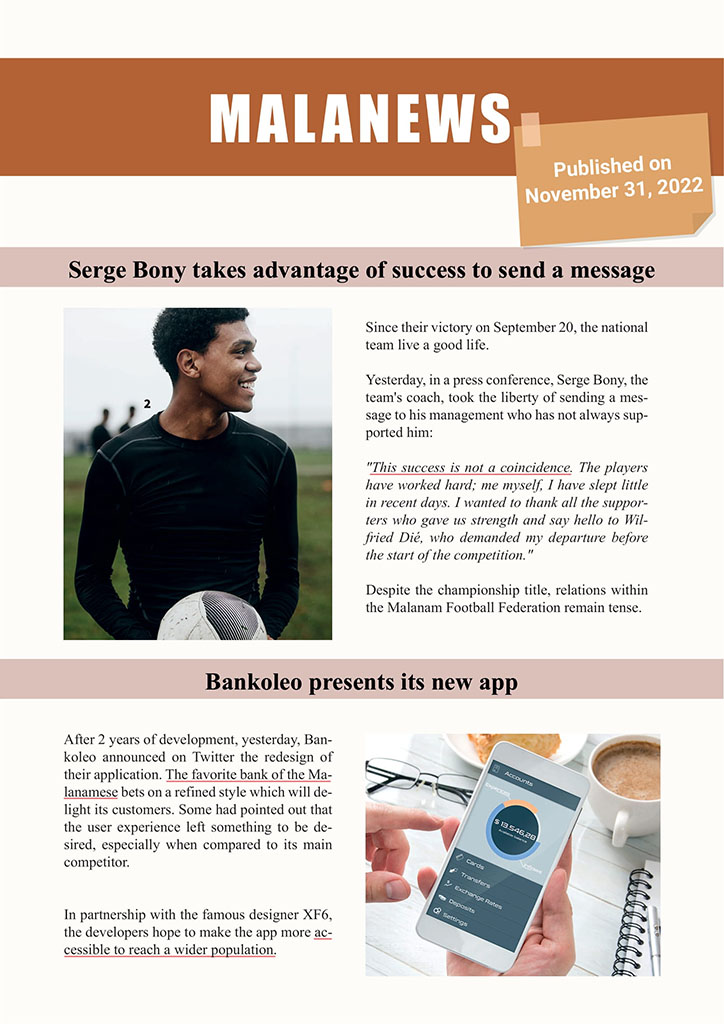 MALANEWS
Published on
November 31, 2022
Serge Bony takes advantage of success to send a message
2
Since their victory on September 20, the national
team live a good life.
Yesterday, in a press conference, Serge Bony, the
team's coach, took the liberty of sending a mes-
sage to his management who has not always sup-
ported him:
"This success is not a coincidence. The players
have worked hard; me myself, I have slept little
in recent days. I wanted to thank all the suppor-
ters who gave us strength and say hello to Wil-
fried Dié, who demanded my departure before
the start of the competition."
Despite the championship title, relations within
the Malanam Football Federation remain tense.
Bankoleo presents its new app
After 2 years of development, yesterday, Ban-
koleo announced on Twitter the redesign of
their application. The favorite bank of the Ma-
lanamese bets on a refined style which will de-
light its customers. Some had pointed out that
the user experience left something to be de-
sired, especially when compared to its main
competitor.
In partnership with the famous designer XF6,
the developers hope to make the app more ac-
cessible to reach a wider population.
Accounts
$ 13.546,28
Cards
Transfers
Exchange Rates
Deposits
Settings